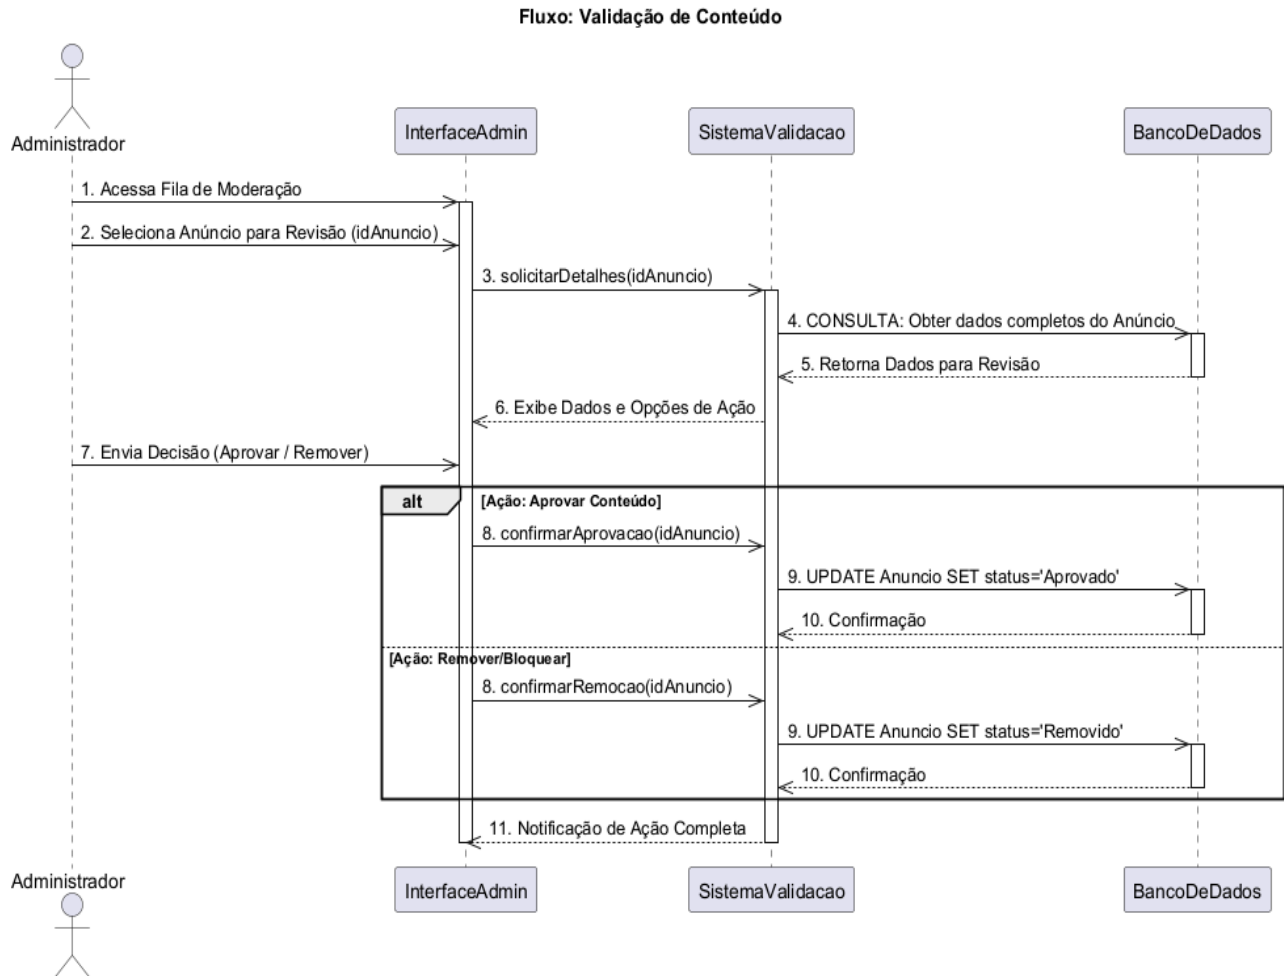 Fluxo: Validação de Conteúdo
Administrador
InterfaceAdmin
SistemaValidacao
BancoDeDados
1. Acessa Fila de Moderação
2. Seleciona Anúncio para Revisão (idAnuncio)
3. solicitarDetalhes(idAnuncio)
4. CONSULTA: Obter dados completos do Anúncio
5. Retorna Dados para Revisão
6. Exibe Dados e Opções de Ação
7. Envia Decisão (Aprovar / Remover)
alt
[Ação: Aprovar Conteúdo]
8. confirmarAprovacao(idAnuncio)
9. UPDATE Anuncio SET status='Aprovado'
10. Confirmação
[Ação: Remover/Bloquear]
8. confirmarRemocao(idAnuncio)
9. UPDATE Anuncio SET status='Removido'
10. Confirmação
11. Notificação de Ação Completa
Administrador
InterfaceAdmin
SistemaValidacao
BancoDeDados